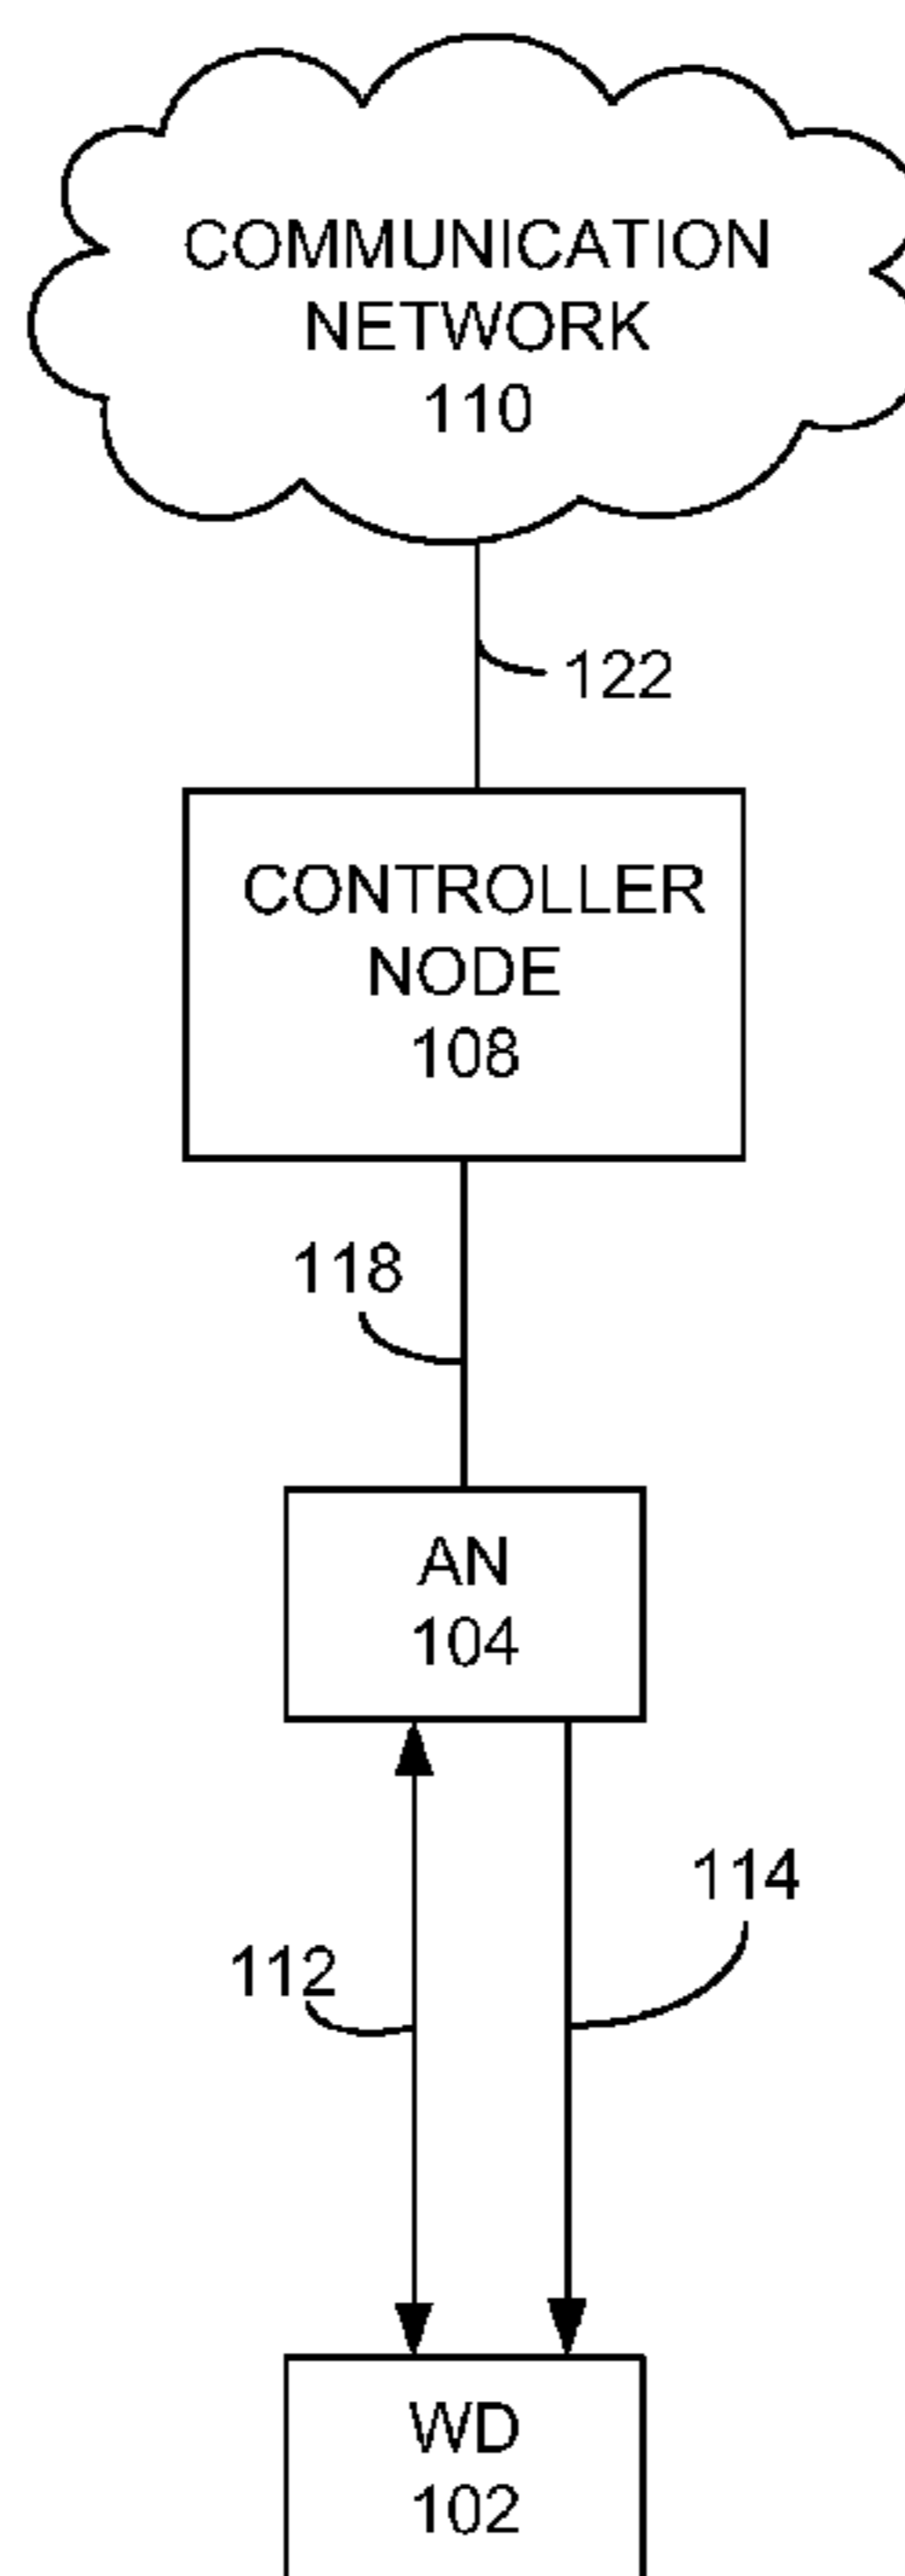 COMMUNICATION
NETWORK
110
122
CONTROLLER
NODE
108
118
AN
104
114
112
WD
102